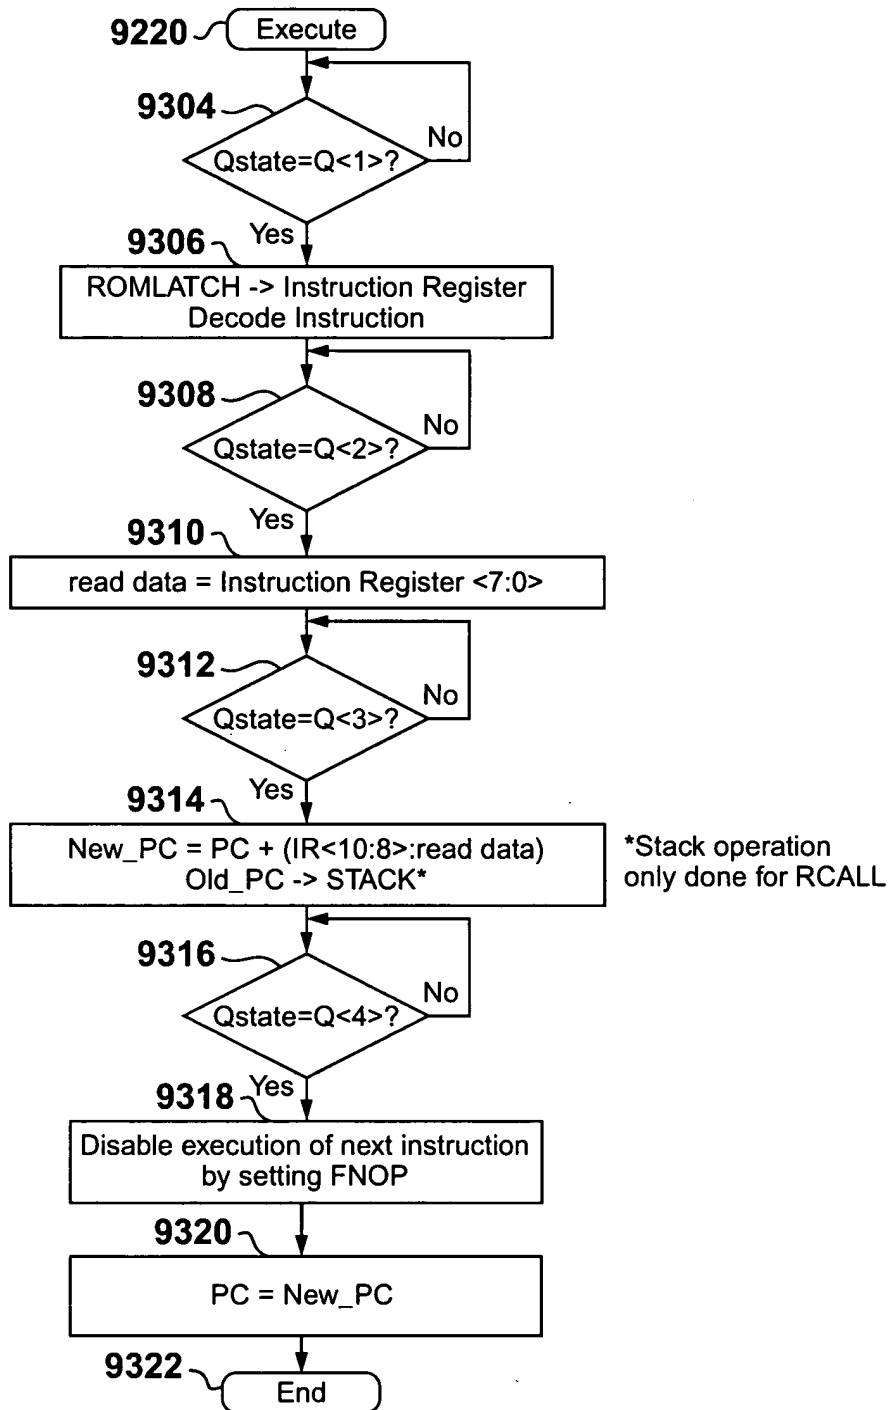 9220 Execute
9304
Qstate=Q<1>?
No
Yes
9306
ROMLATCH -> Instruction Register
Decode Instruction
9308
Qstate=Q<2>?
No
Yes
9310
read data = Instruction Register <7:0>
9312
Qstate=Q<3>?
No
Yes
9314
New_PC = PC + (IR<10:8>:read data)
Old_PC -> STACK*
*Stack operation
only done for RCALL
9316
Qstate=Q<4>?
No
Yes
9318
Disable execution of next instruction
by setting FNOP
9320
PC = New_PC
9322
End